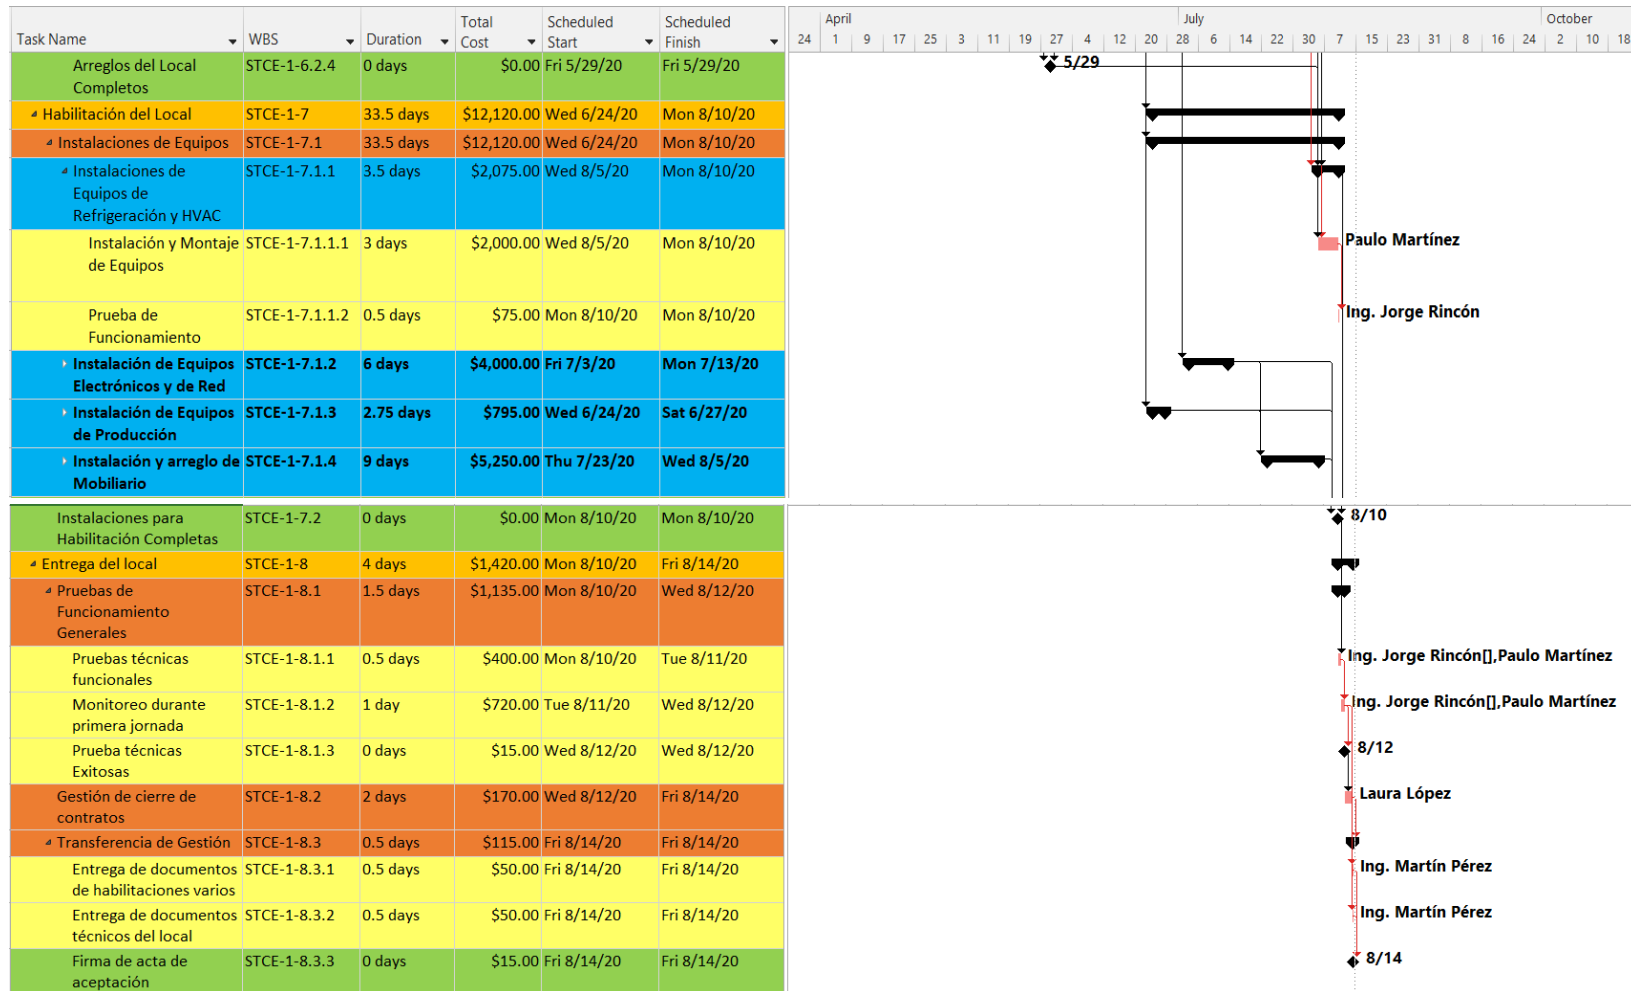 Total Scheduled Scheduled April July October
Task Name WBS Duration Cost Start Finish 24 1 9 17 25 3 11 19 27 4 12 20 28 6 14 22 30 7 15 23 31 8 16 24 2 10 18
Arreglos del Local STCE-1-6.2.4 0 days $0.00 Fri 5/29/20 Fri 5/29/20 5/29
Completos
Habilitación del Local STCE-1-7 33.5 days $12,120.00 Wed 6/24/20 Mon 8/10/20
Instalaciones de Equipos STCE-1-7.1 33.5 days $12,120.00 Wed 6/24/20 Mon 8/10/20
Instalaciones de STCE-1-7.1.1 3.5 days $2,075.00 Wed 8/5/20 Mon 8/10/20
Equipos de
Refrigeración y HVAC
Instalación y Montaje STCE-1-7.1.1.1 3 days $2,000.00 Wed 8/5/20 Mon 8/10/20 Paulo Martínez
de Equipos
Prueba de STCE-1-7.1.1.2 0.5 days $75.00 Mon 8/10/20 Mon 8/10/20 Ing. Jorge Rincón
Funcionamiento
Instalación de Equipos STCE-1-7.1.2 6 days $4,000.00 Fri 7/3/20 Mon 7/13/20
Electrónicos y de Red
Instalación de Equipos STCE-1-7.1.3 2.75 days $795.00 Wed 6/24/20 Sat 6/27/20
de Producción
Instalación y arreglo de STCE-1-7.1.4 9 days $5,250.00 Thu 7/23/20 Wed 8/5/20
Mobiliario
Instalaciones para STCE-1-7.2 0 days $0.00 Mon 8/10/20 Mon 8/10/20 8/10
Habilitación Completas
Entrega del local STCE-1-8 4 days $1,420.00 Mon 8/10/20 Fri 8/14/20
Pruebas de STCE-1-8.1 1.5 days $1,135.00 Mon 8/10/20 Wed 8/12/20
Funcionamiento
Generales
Pruebas técnicas STCE-1-8.1.1 0.5 days $400.00 Mon 8/10/20 Tue 8/11/20 Ing. Jorge Rincón[],Paulo Martínez
funcionales
Monitoreo durante STCE-1-8.1.2 1 day $720.00 Tue 8/11/20 Wed 8/12/20 Ing. Jorge Rincón[],Paulo Martínez
primera jornada
Prueba técnicas STCE-1-8.1.3 0 days $15.00 Wed 8/12/20 Wed 8/12/20 8/12
Exitosas
Gestión de cierre de STCE-1-8.2 2 days $170.00 Wed 8/12/20 Fri 8/14/20 Laura López
contratos
Transferencia de Gestión STCE-1-8.3 0.5 days $115.00 Fri 8/14/20 Fri 8/14/20
Entrega de documentos STCE-1-8.3.1 0.5 days $50.00 Fri 8/14/20 Fri 8/14/20 Ing. Martín Pérez
de habilitaciones varios
Entrega de documentos STCE-1-8.3.2 0.5 days $50.00 Fri 8/14/20 Fri 8/14/20 Ing. Martín Pérez
técnicos del local
Firma de acta de STCE-1-8.3.3 0 days $15.00 Fri 8/14/20 Fri 8/14/20 8/14
aceptación